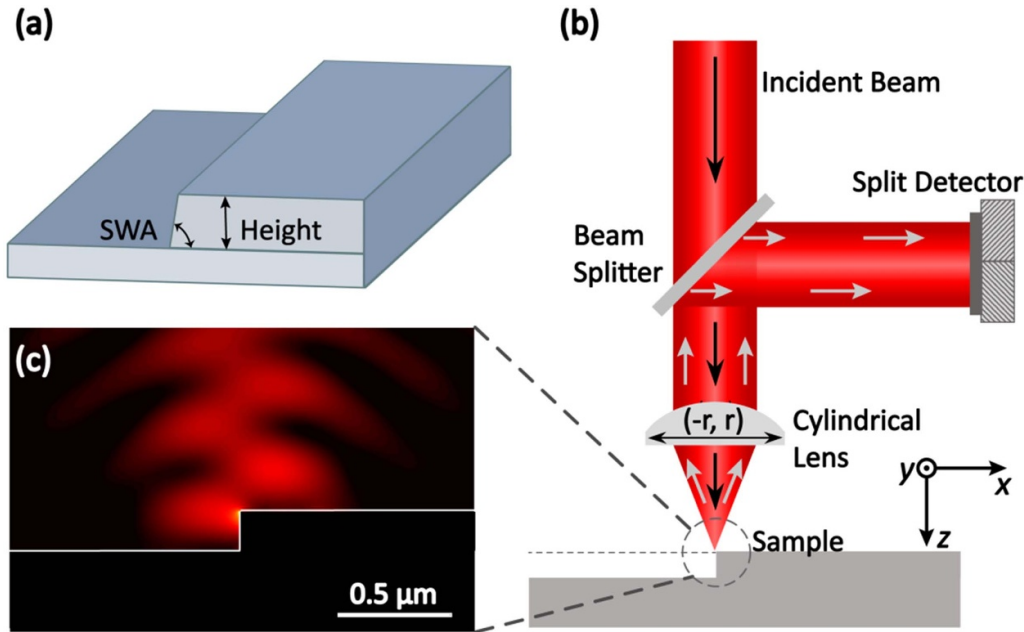 (a)
SWA
Height
(b)
Incident Beam
Split Detector
Beam
Splitter
(-r, r)
Cylindrical
Lens
y
x
z
Sample
(c)
0.5 µm